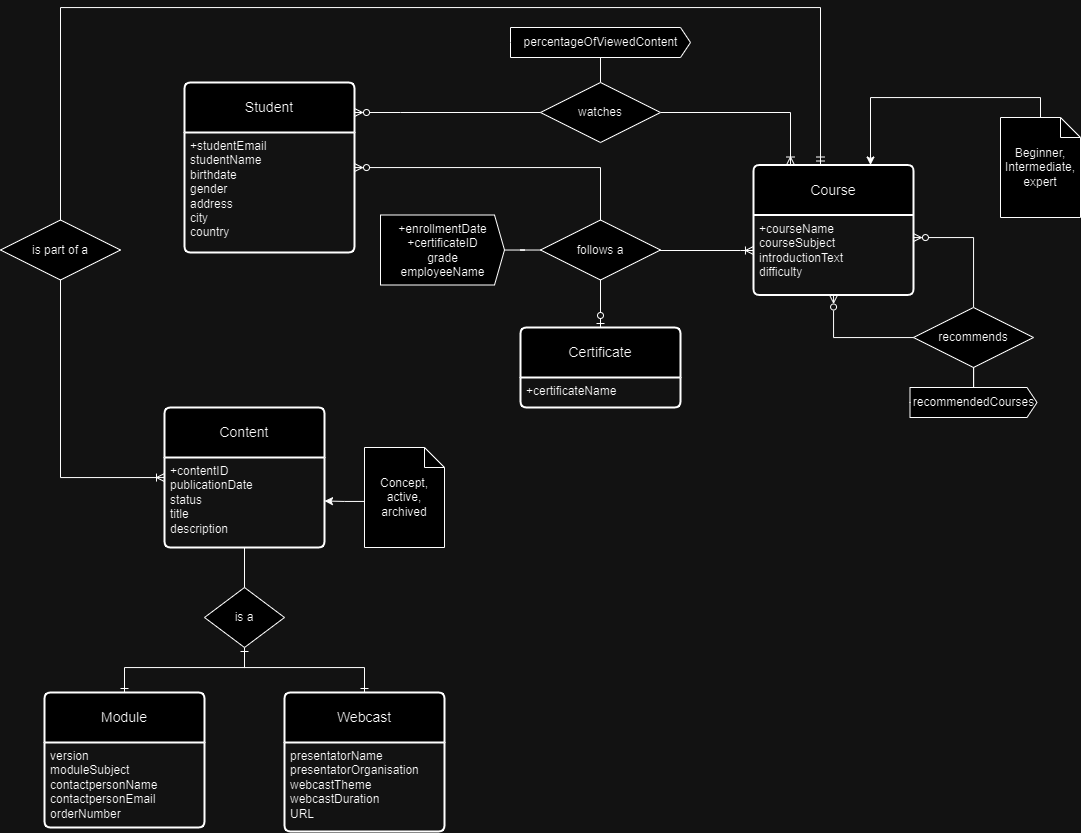 percentageOfViewedContent
Student
+studentEmail
studentName
birthdate
gender
address
city
country
watches
Beginner,
Intermediate,
expert
Course
+courseName
courseSubject
introductionText
difficulty
is part of a
+enrollmentDate
+certificateID
grade
employeeName
follows a
Certificate
+certificateName
recommends
recommendedCourses
Content
+contentID
publicationDate
status
title
description
Concept,
active,
archived
is a
Module
version
moduleSubject
contactpersonName
contactpersonEmail
orderNumber
Webcast
presentatorName
presentatorOrganisation
webcastTheme
webcastDuration
URL